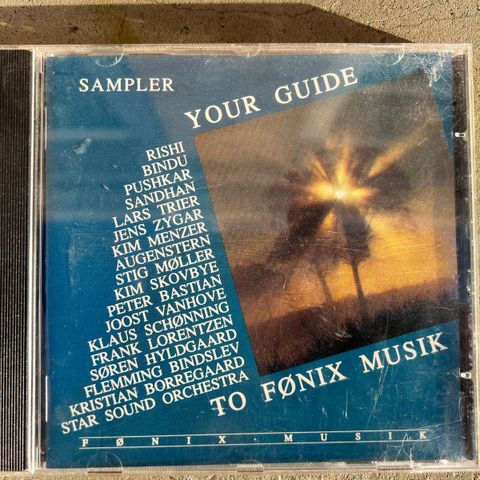 SAMPLER
YOUR GUIDE
RISHI
BINDU
PUSHKAR
SANDHAN
LARS TRIER
JENS ZYGAR
KIM MENZER
AUGENSTERN
STIG MØLLER
KIM SKOVBYE
PETER BASTIAN
JOOST VANHOVE
KLAUS SCHØNNING
FRANK LORENTZEN
SØREN HYLDGAARD
FLEMMING BINDSLEV
KRISTIAN BORREGAARD
STAR SOUND ORCHESTRA
TO FØNIX MUSIK
FØNIX MUSIK